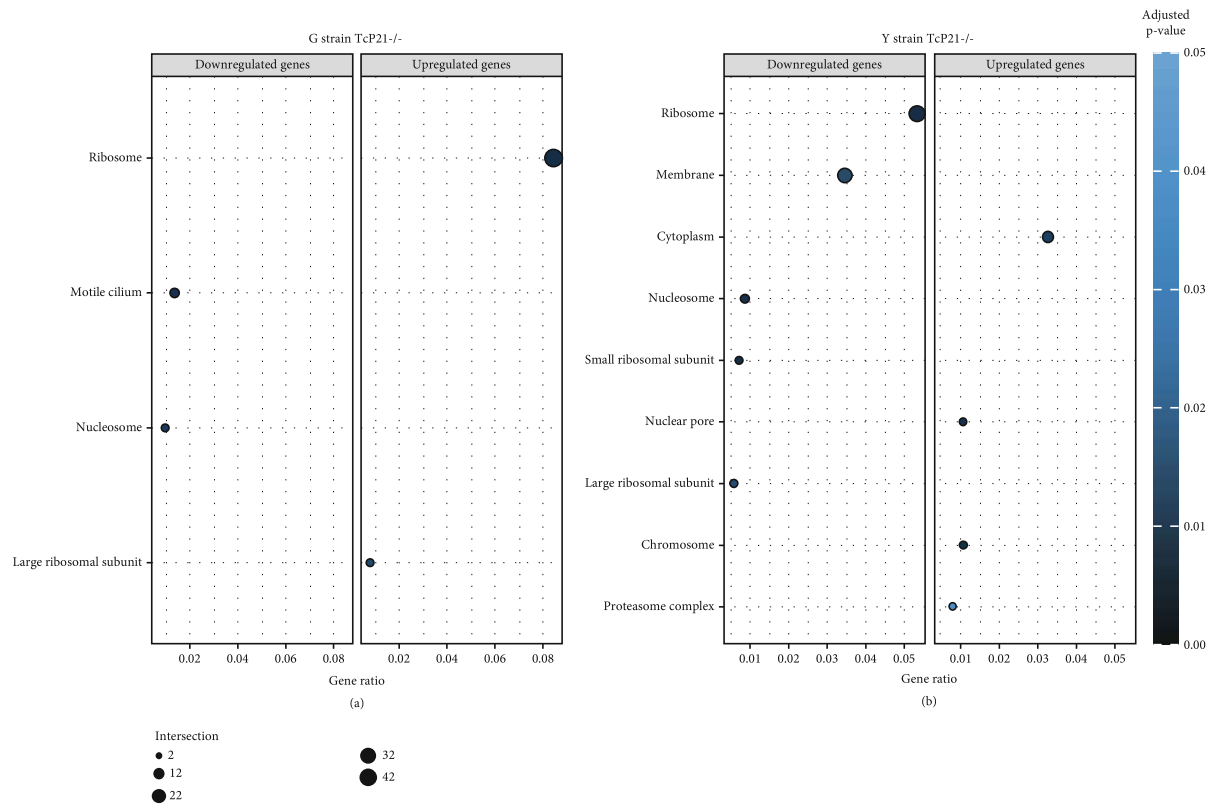 G strain TcP21-/-
Downregulated genes
Upregulated genes
Ribosome
Motile cilium
Nucleosome
Large ribosomal subunit
0.02 0.04 0.06 0.08
0.02 0.04 0.06 0.08
Gene ratio
(a)
Intersection
2
12
22
32
42
Y strain TcP21-/-
Downregulated genes
Upregulated genes
Ribosome
Membrane
Cytoplasm
Nucleosome
Small ribosomal subunit
Nuclear pore
Large ribosomal subunit
Chromosome
Proteasome complex
0.01 0.02 0.03 0.04 0.05
0.01 0.02 0.03 0.04 0.05
Gene ratio
(b)
Adjusted
p-value
0.05
0.04
0.03
0.02
0.01
0.00